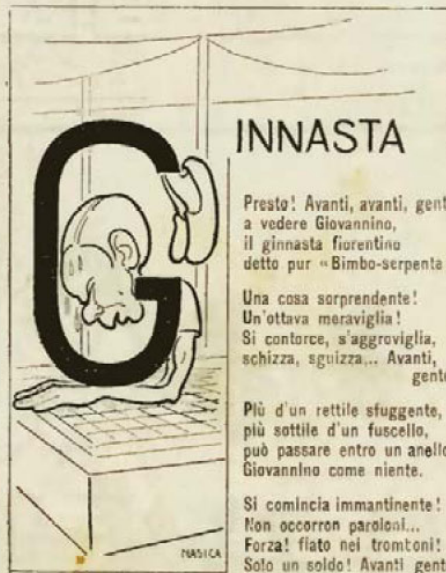 GINNASTA
Presto! Avanti, avanti, gent
a vedere Giovannino,
il ginnasta fiorentino
detto pur « Bimbo-serpenta
Una cosa sorprendente!
Un'ottava meraviglia!
Si contorce, s'aggroviglia,
schizza, sguizza... Avanti,
gente
Più d'un rettile sfuggente,
più sottile d'un fuscello,
può passare entro un anello
Giovannino come niente.
Si comincia immantinente!
Non occorron paroloni...
Forza! fiato nei tromboni!
Solo un soldo! Avanti gent
NASICA